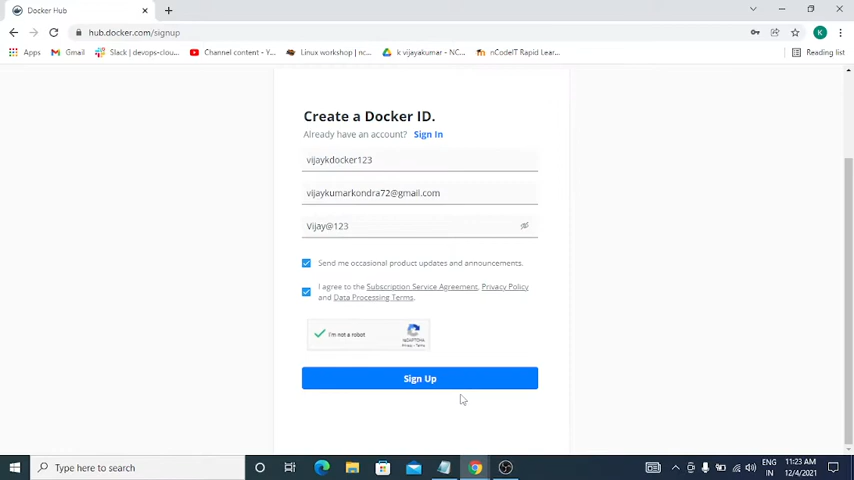 Docker Hub
hub.docker.com/signup
Apps
Gmail
Slack | devops-clou...
Channel content - Y...
Linux workshop | nc...
k vijayakumar - NC...
nCodeIT Rapid Lear...
Reading list
K
Create a Docker ID.
Already have an account? Sign In
vijaykdocker123
vijaykumarkondra72@gmail.com
Vijay@123
Send me occasional product updates and announcements.
I agree to the Subscription Service Agreement, Privacy Policy
and Data Processing Terms.
I'm not a robot
reCAPTCHA
Privacy - Terms
Sign Up
Type here to search
ENG
IN
11:23 AM
12/4/2021